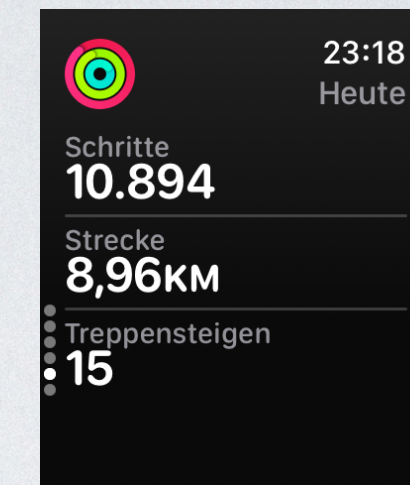 23:18
Heute
Schritte
10.894
Strecke
8,96KM
Treppensteigen
15